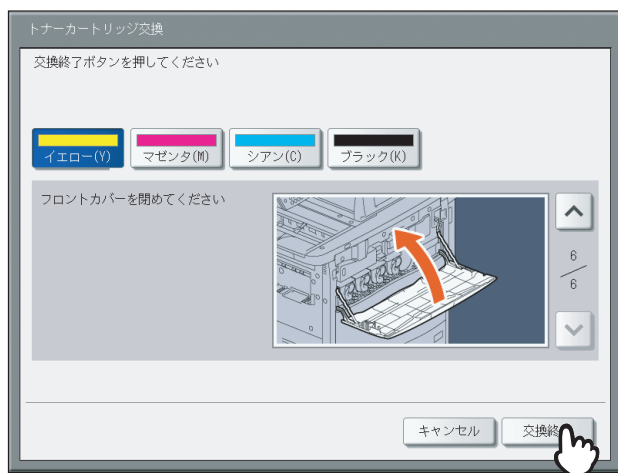 トナーカートリッジ交換
交換終了ボタンを押してください
イエロー(Y) マゼンタ(M) シアン(C) ブラック(K)
フロントカバーを閉めてください
6
6
キャンセル 交換終